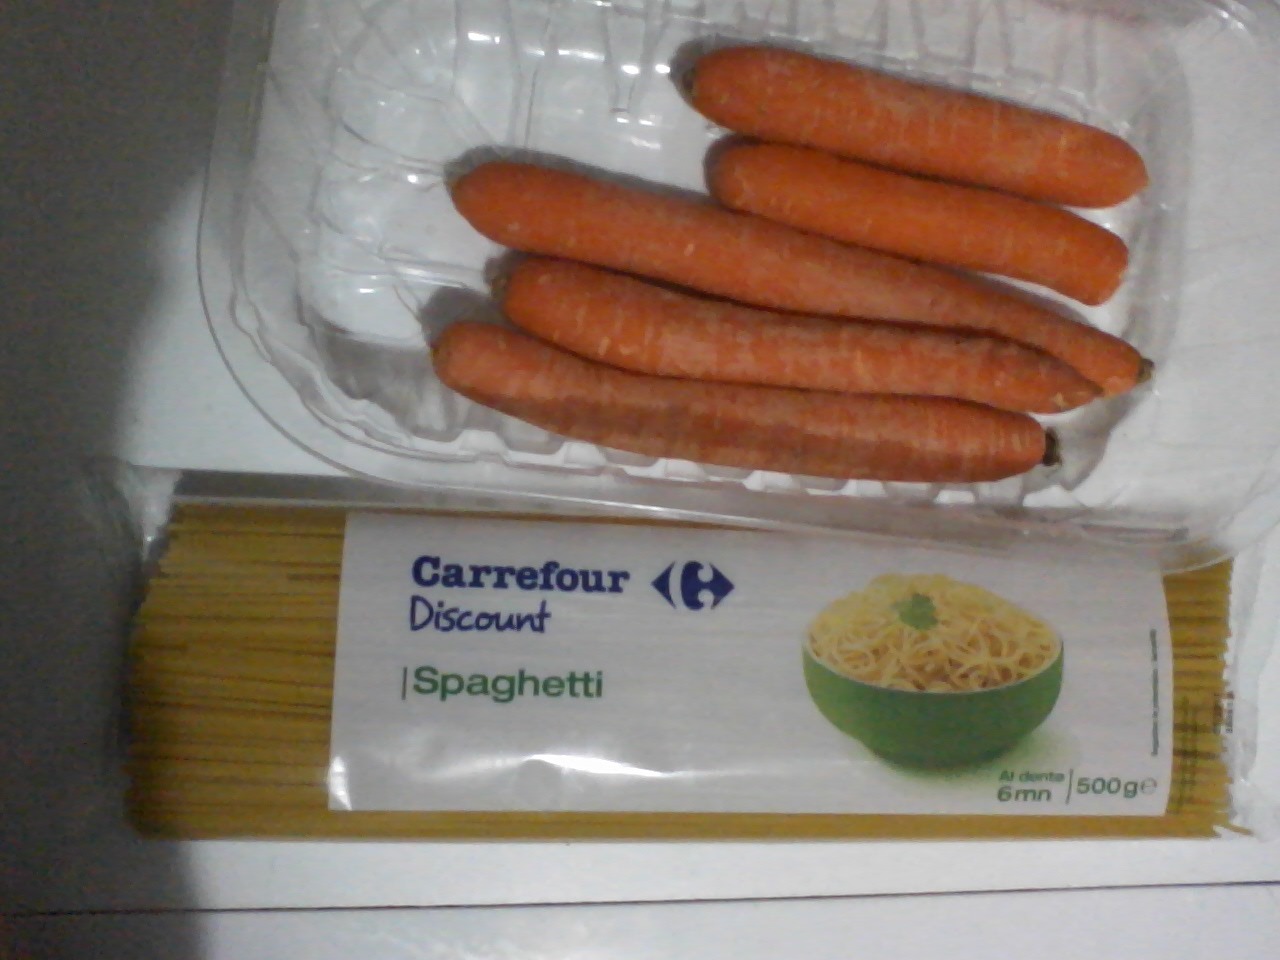 Carrefour
Discount
Spaghetti
Al dente
6mn
500g℮